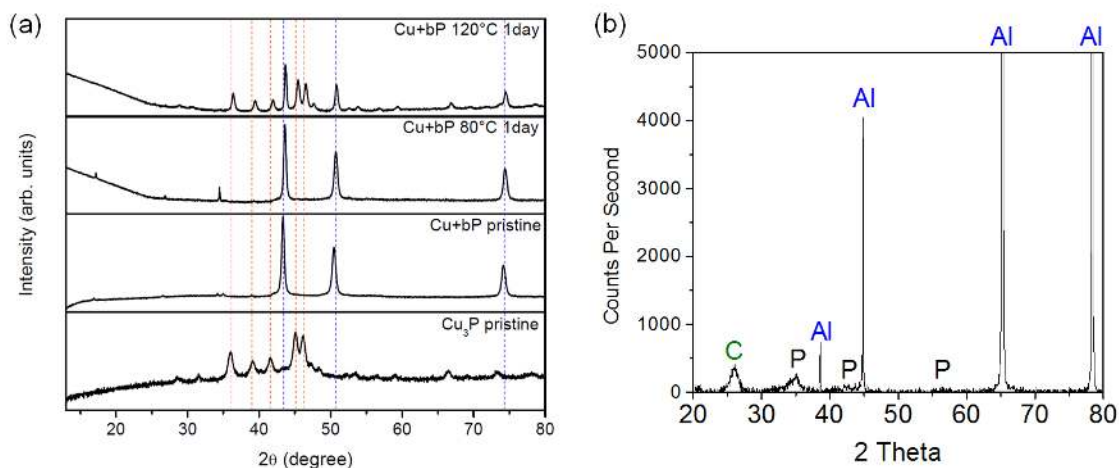 (a)
Cu+bP 120°C 1day
Cu+bP 80°C 1day
Cu+bP pristine
Cu₃P pristine
Intensity (arb. units)
20 30 40 50 60 70 80
2θ (degree)
(b)
Al Al
5000
4000
3000
2000
1000
0
Al
Al
C
P
P
P
Counts Per Second
20 30 40 50 60 70 80
2 Theta